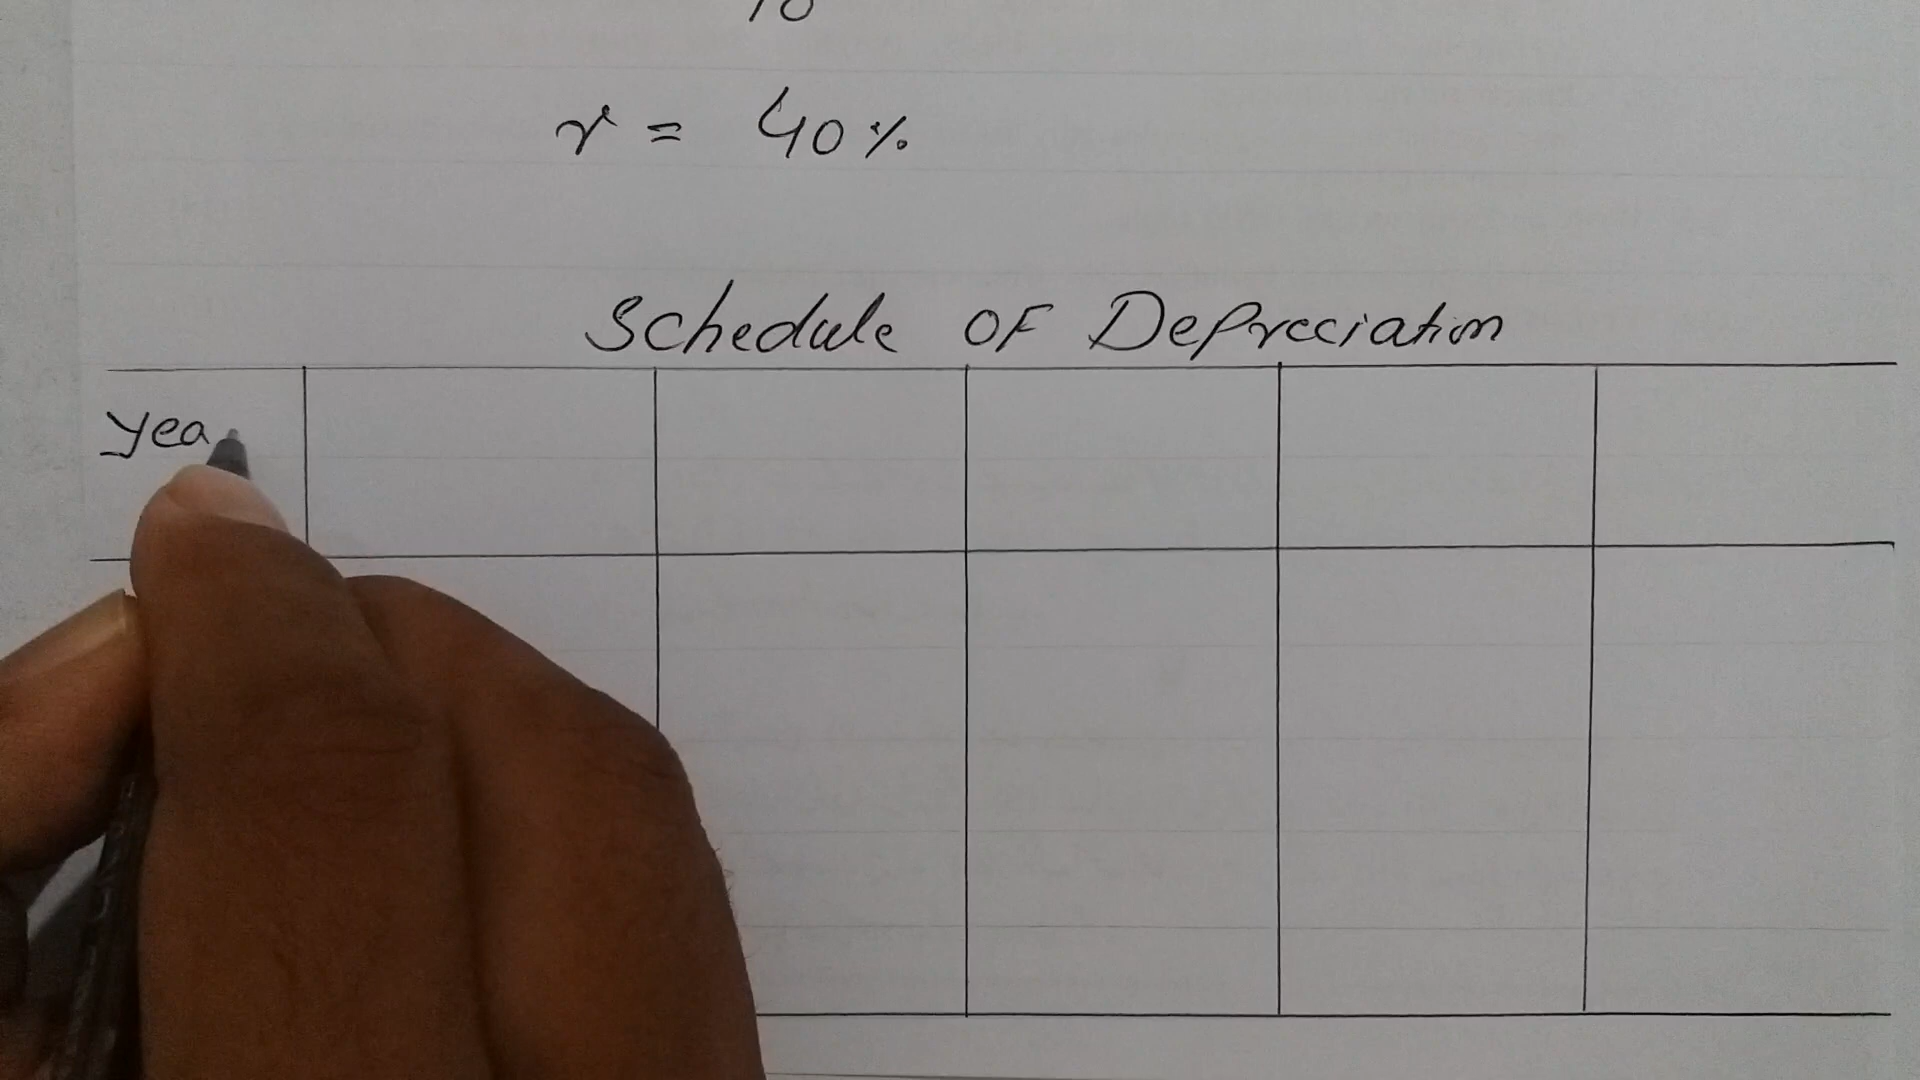 r = 40%
Schedule OF Depreciation
yea